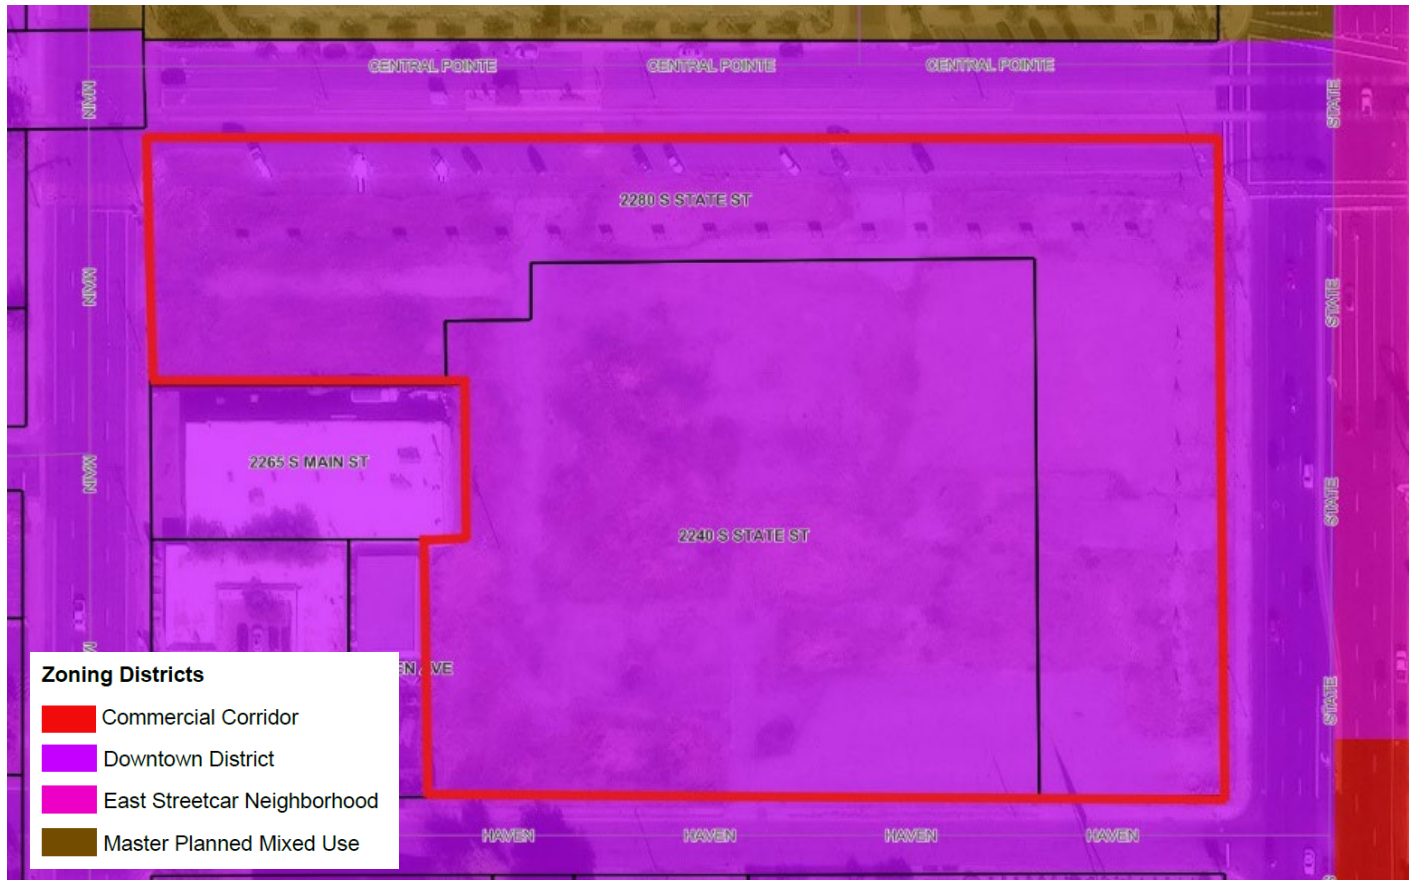 CENTRAL POINTE CENTRAL POINTE CENTRAL POINTE
MAIN
STATE
2280 S STATE ST
MAIN
STATE
2265 S MAIN ST
MAIN
STATE
2240 S STATE ST
EN AVE
STATE
Zoning Districts
Commercial Corridor
Downtown District
East Streetcar Neighborhood
Master Planned Mixed Use
HAVEN HAVEN HAVEN HAVEN